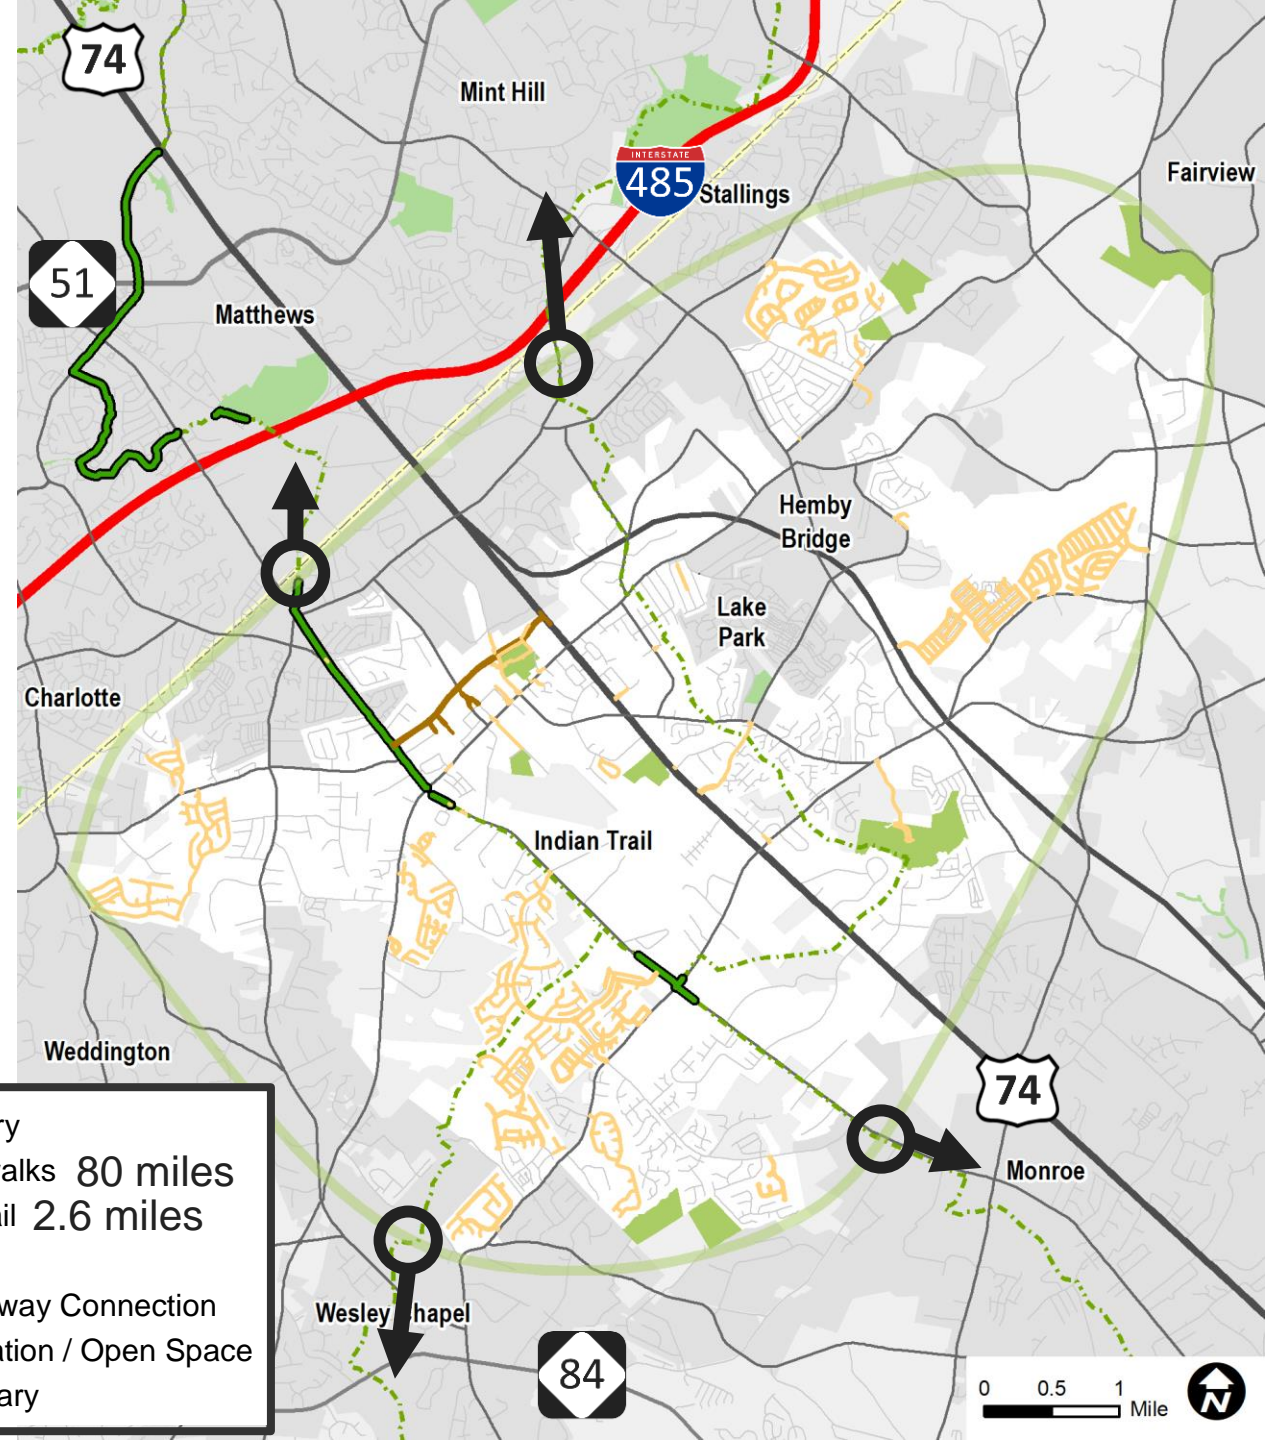 74
Mint Hill
INTERSTATE
485
Stallings
Fairview
51
Matthews
Hemby
Bridge
Lake
Park
Charlotte
Indian Trail
Weddington
74
Monroe
ry
alks 80 miles
ail 2.6 miles
way Connection
ation / Open Space
ary
Wesley hapel
84
0 0.5 1
Mile
N